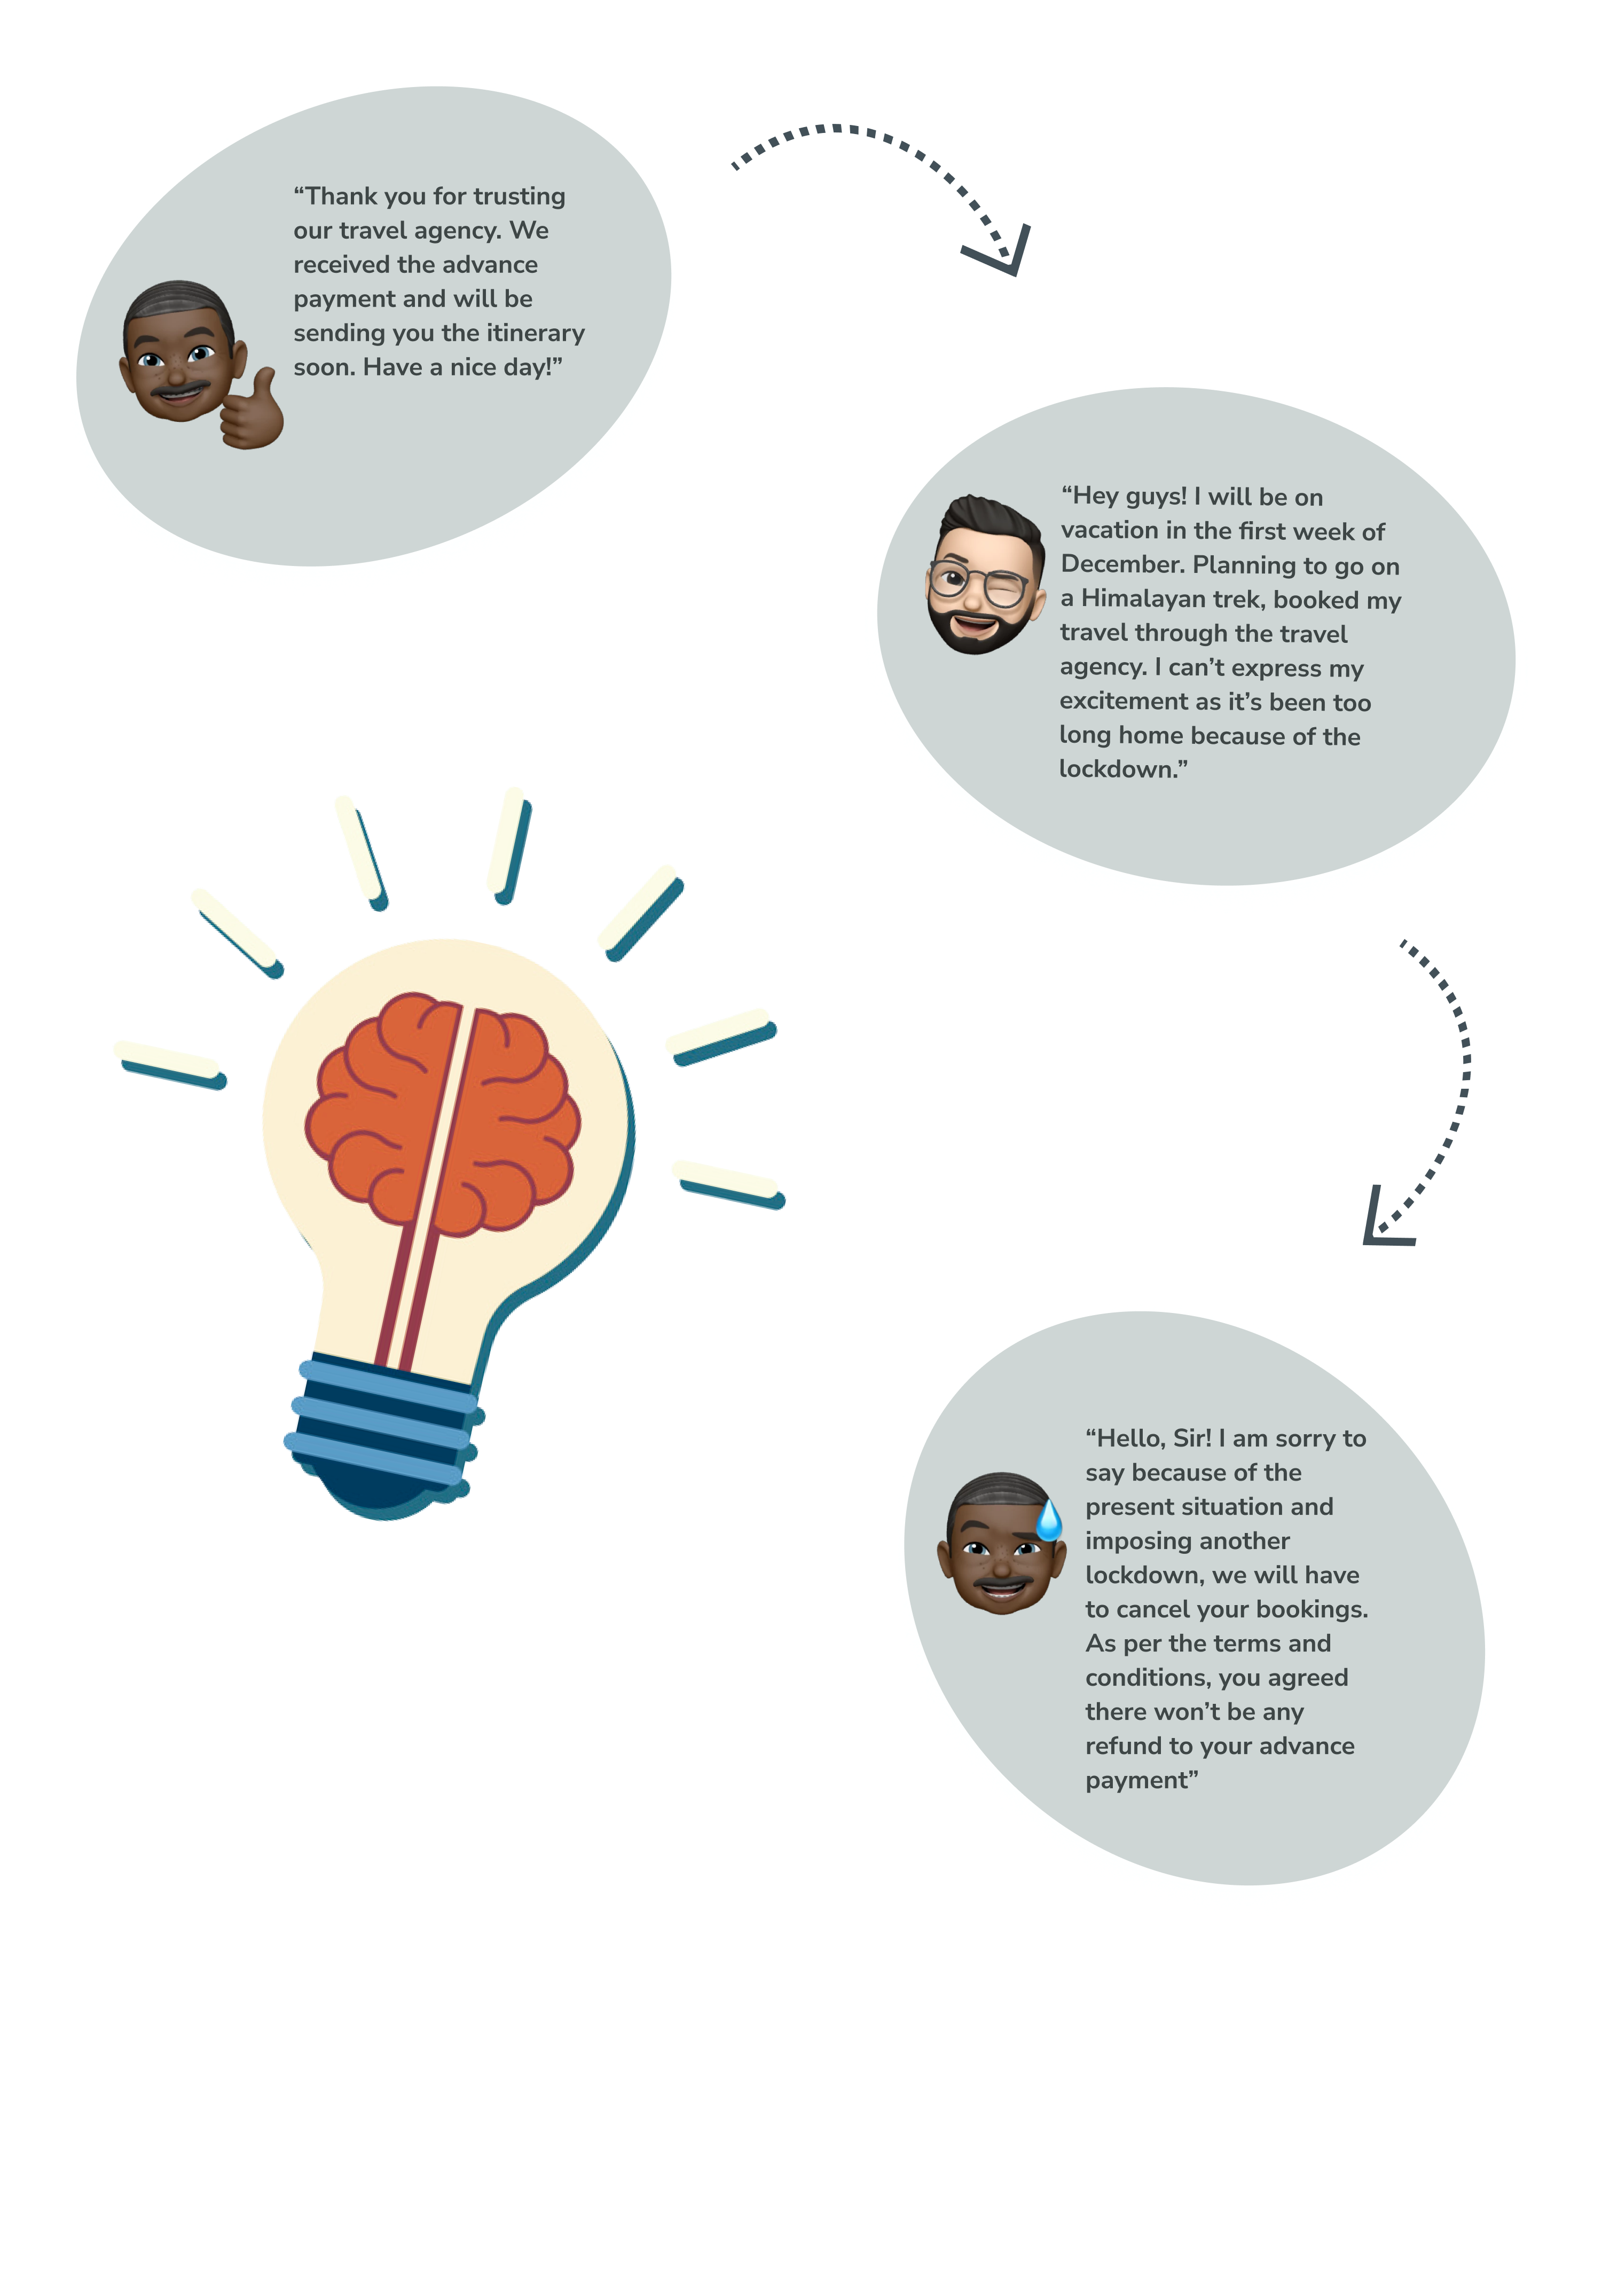 “Thank you for trusting
our travel agency. We
received the advance
payment and will be
sending you the itinerary
soon. Have a nice day!”
“Hey guys! I will be on
vacation in the first week of
December. Planning to go on
a Himalayan trek, booked my
travel through the travel
agency. I can’t express my
excitement as it’s been too
long home because of the
lockdown.”
“Hello, Sir! I am sorry to
say because of the
present situation and
imposing another
lockdown, we will have
to cancel your bookings.
As per the terms and
conditions, you agreed
there won’t be any
refund to your advance
payment”